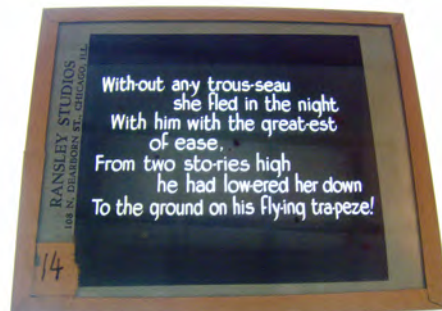 RANSLEY STUDIOS
108 N. DEARBORN ST., CHICAGO, ILL.
With-out an-y trous-seau
she fled in the night
With him with the great-est
of ease,
From two sto-ries high
he had low-ered her down
To the ground on his fly-ing tra-peze!
14